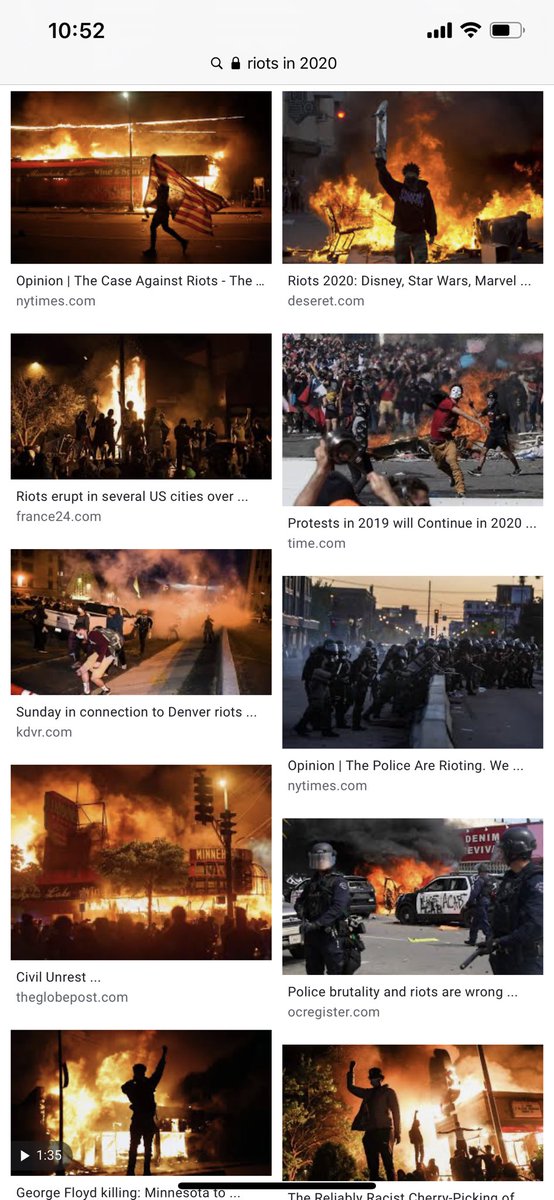 10:52
riots in 2020
Opinion | The Case Against Riots - The ...
nytimes.com
Riots 2020: Disney, Star Wars, Marvel ...
deseret.com
Riots erupt in several US cities over ...
france24.com
Protests in 2019 will Continue in 2020 ...
time.com
Sunday in connection to Denver riots ...
kdvr.com
Opinion | The Police Are Rioting. We ...
nytimes.com
DENIM
REVIVAL
Civil Unrest ...
theglobepost.com
Police brutality and riots are wrong ...
ocregister.com
1:35
George Floyd killing: Minnesota to ...
The Reliably Racist Cherry-Picking of